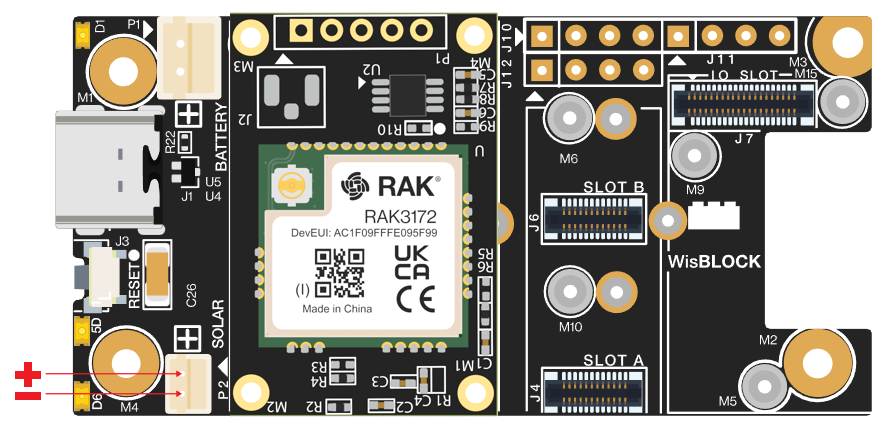 D1
P1
M1
BATTERY
R22
J1
U5
U4
J3
RESET
C26
5D
SOLAR
+
−
D6
M4
P2
M3
J2
U2
P1
M4
C5
R7
R8
C6
R9
R10
U
RAK®
RAK3172
DevEUI: AC1F09FFFE095F99
UK
CA
(I)
CE
Made in China
R5
R6
R3
R4
C3
C4
R1
C1
M1
M2
R2
C2
J10
J12
J11
M3
IO SLOT
M15
J7
M6
M9
SLOT B
J6
WisBLOCK
M10
SLOT A
J4
M2
M5